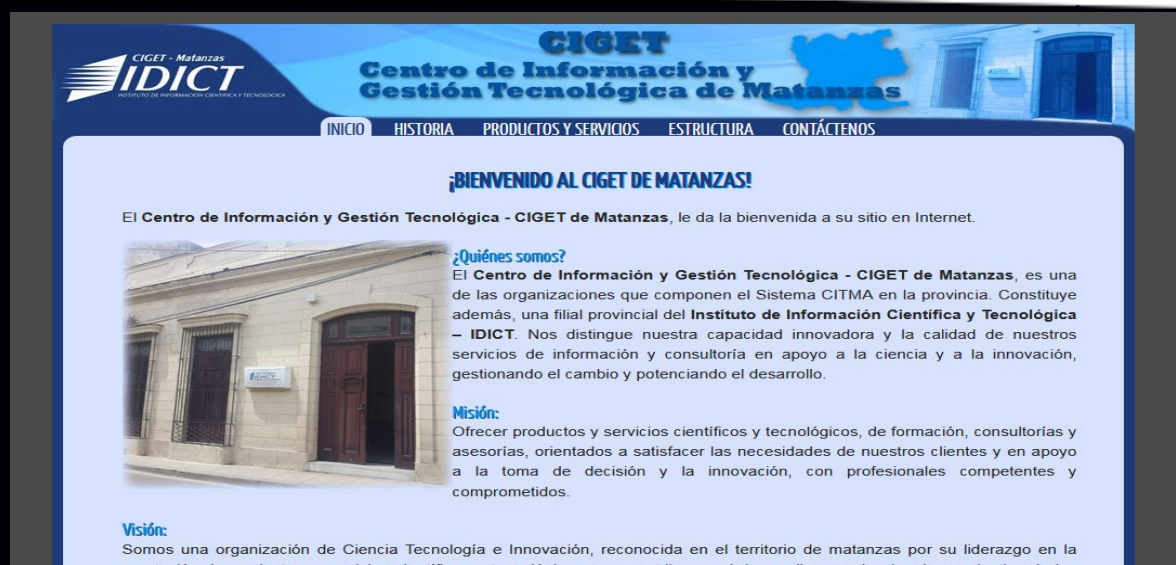 CIGET - Matanzas
IDICT
INSTITUTO DE INFORMACION CIENTIFICA Y TECNOLOGICA
CIGET
Centro de Información y
Gestión Tecnológica de Matanzas
INICIO HISTORIA PRODUCTOS Y SERVICIOS ESTRUCTURA CONTÁCTENOS
¡BIENVENIDO AL CIGET DE MATANZAS!
El Centro de Información y Gestión Tecnológica - CIGET de Matanzas, le da la bienvenida a su sitio en Internet.
¿Quiénes somos?
El Centro de Información y Gestión Tecnológica - CIGET de Matanzas, es una
de las organizaciones que componen el Sistema CITMA en la provincia. Constituye
además, una filial provincial del Instituto de Información Científica y Tecnológica
– IDICT. Nos distingue nuestra capacidad innovadora y la calidad de nuestros
servicios de información y consultoría en apoyo a la ciencia y a la innovación,
gestionando el cambio y potenciando el desarrollo.
IDICT
Misión:
Ofrecer productos y servicios científicos y tecnológicos, de formación, consultorías y
asesorías, orientados a satisfacer las necesidades de nuestros clientes y en apoyo
a la toma de decisión y la innovación, con profesionales competentes y
comprometidos.
Visión:
Somos una organización de Ciencia Tecnología e Innovación, reconocida en el territorio de matanzas por su liderazgo en la